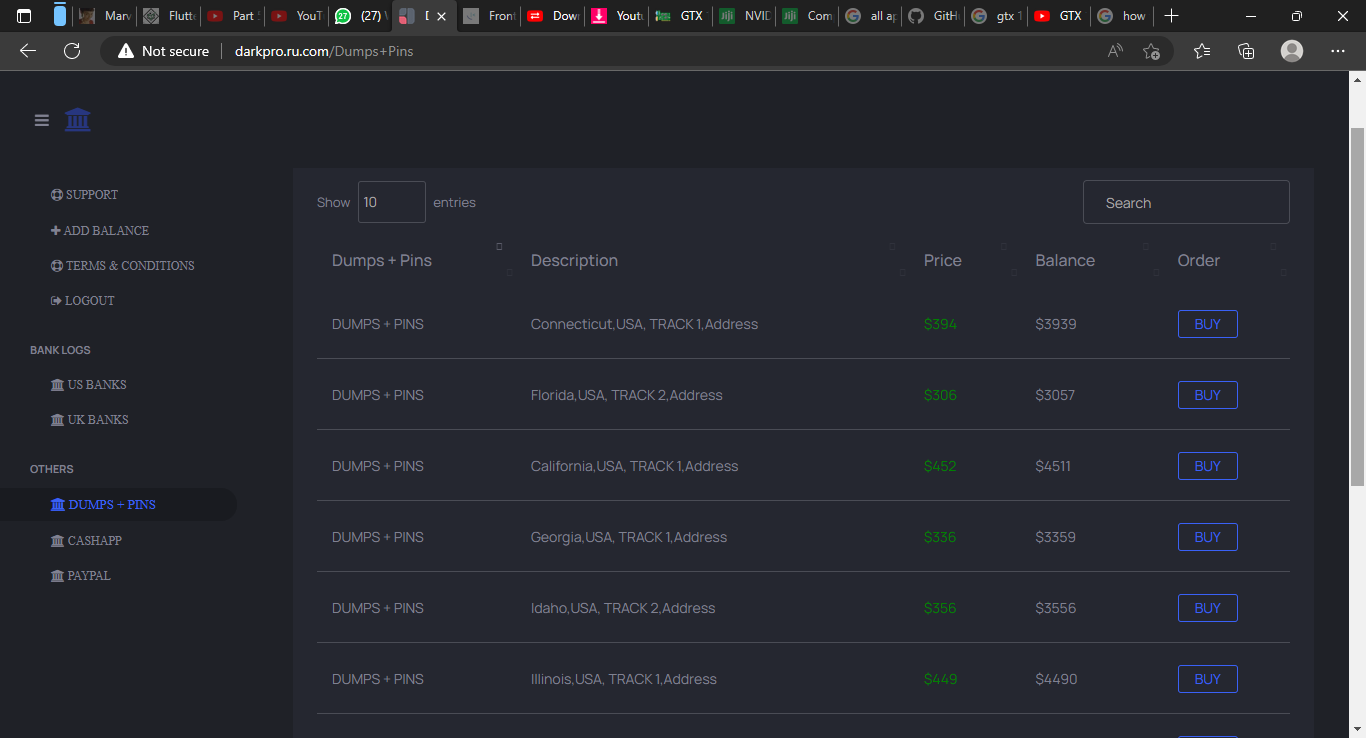 Marv
Flutt
Part
YouT
(27)
Fron
Dow
Youtu
GTX
NVID
Com
all ap
GitH
gtx 1
GTX
how
Not secure
darkpro.ru.com/Dumps+Pins
SUPPORT
ADD BALANCE
TERMS & CONDITIONS
LOGOUT
BANK LOGS
US BANKS
UK BANKS
OTHERS
DUMPS + PINS
CASHAPP
PAYPAL
Show 10 entries
Search
Dumps + Pins Description Price Balance Order
DUMPS + PINS Connecticut,USA, TRACK 1,Address $394 $3939 BUY
DUMPS + PINS Florida,USA, TRACK 2,Address $306 $3057 BUY
DUMPS + PINS California,USA, TRACK 1,Address $452 $4511 BUY
DUMPS + PINS Georgia,USA, TRACK 1,Address $336 $3359 BUY
DUMPS + PINS Idaho,USA, TRACK 2,Address $356 $3556 BUY
DUMPS + PINS Illinois,USA, TRACK 1,Address $449 $4490 BUY